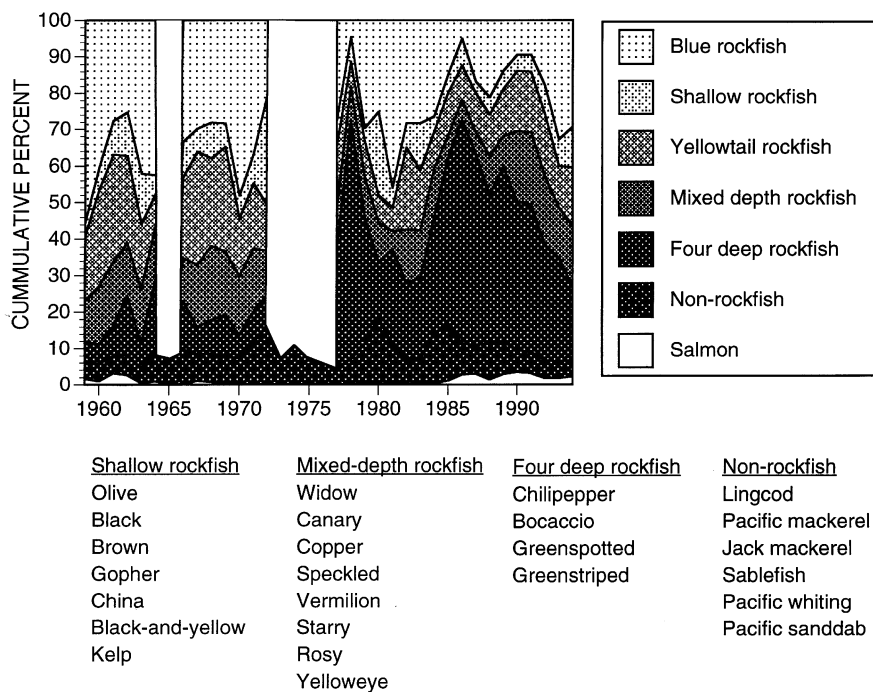 CUMMULATIVE PERCENT
100
90
80
70
60
50
40
30
20
10
0
1960 1965 1970 1975 1980 1985 1990
Blue rockfish
Shallow rockfish
Yellowtail rockfish
Mixed depth rockfish
Four deep rockfish
Non-rockfish
Salmon
Shallow rockfish
Olive
Black
Brown
Gopher
China
Black-and-yellow
Kelp
Mixed-depth rockfish
Widow
Canary
Copper
Speckled
Vermilion
Starry
Rosy
Yelloweye
Four deep rockfish
Chilipepper
Bocaccio
Greenspotted
Greenstriped
Non-rockfish
Lingcod
Pacific mackerel
Jack mackerel
Sablefish
Pacific whiting
Pacific sanddab